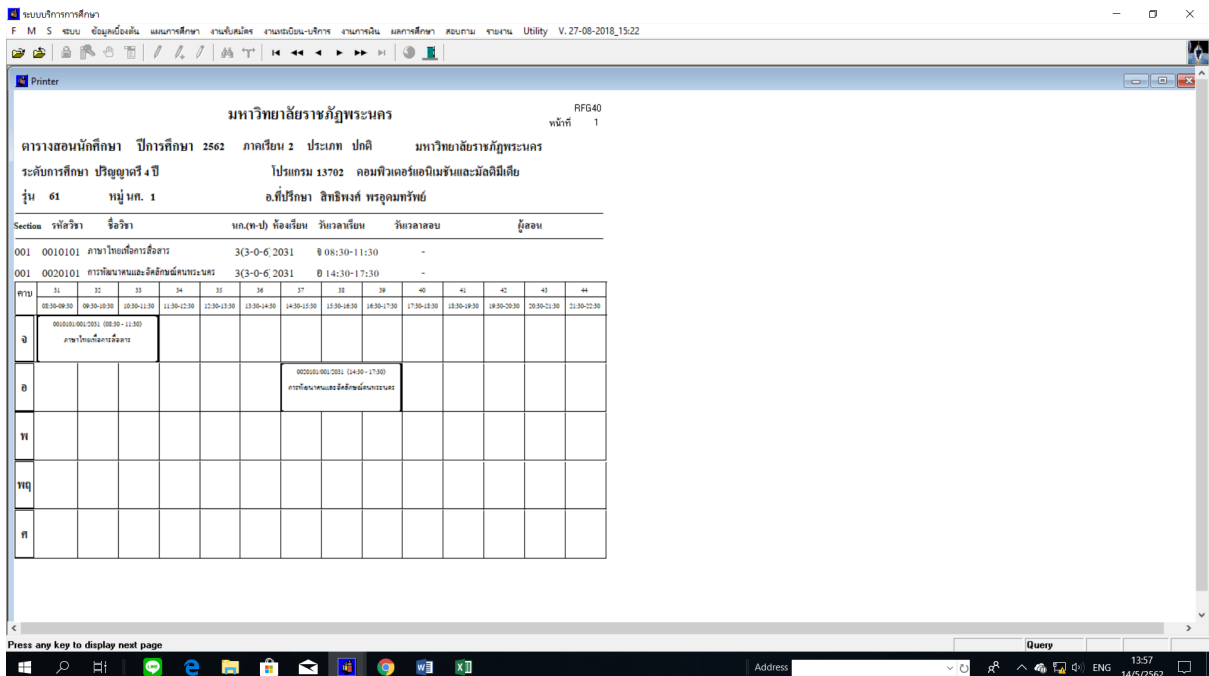 ระบบบริการการศึกษา
F M S ระบบ ข้อมูลเบื้องต้น แผนการศึกษา งานรับสมัคร งานทะเบียน-บริการ งานการเงิน ผลการศึกษา สอบถาม รายงาน Utility V. 27-08-2018_15:22
Printer
มหาวิทยาลัยราชภัฏพระนคร
RFG40
หน้าที่ 1
ตารางสอนนักศึกษา ปีการศึกษา 2562 ภาคเรียน 2 ประเภท ปกติ มหาวิทยาลัยราชภัฏพระนคร
ระดับการศึกษา ปริญญาตรี 4 ปี โปรแกรม 13702 คอมพิวเตอร์แอนิเมชันและมัลติมีเดีย
รุ่น 61 หมู่ นศ. 1 อ.ที่ปรึกษา สิทธิพงศ์ พรอุดมทรัพย์
Section รหัสวิชา ชื่อวิชา นก.(ท-ป) ห้องเรียน วันเวลาเรียน วันเวลาสอบ ผู้สอน
001 0010101 ภาษาไทยเพื่อการสื่อสาร 3(3-0-6 2031 จ 08:30-11:30 -
001 0020101 การพัฒนาตนและอัตลักษณ์คนพระนคร 3(3-0-6 2031 อ 14:30-17:30 -
คาบ 31 32 33 34 35 36 37 38 39 40 41 42 43 44
08:30-09:30 09:30-10:30 10:30-11:30 11:30-12:30 12:30-13:30 13:30-14:30 14:30-15:30 15:30-16:30 16:30-17:30 17:30-18:30 18:30-19:30 19:30-20:30 20:30-21:30 21:30-22:30
0010101/001/2031 (08:30 - 11:30)
จ ภาษาไทยเพื่อการสื่อสาร
0020101/001/2031 (14:30 - 17:30)
อ การพัฒนาตนและอัตลักษณ์คนพระนคร
พ
พฤ
ศ
Press any key to display next page
Query
Address
ENG
13:57
14/5/2562